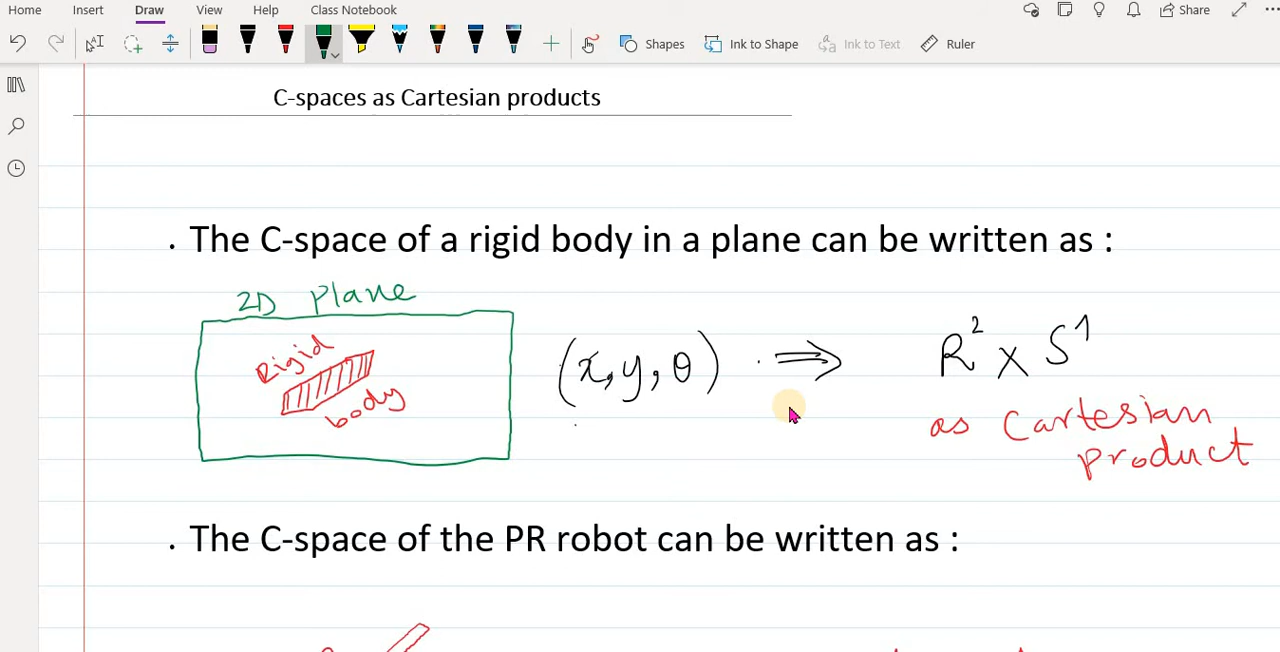 Home Insert Draw View Help Class Notebook Share
Shapes Ink to Shape Ink to Text Ruler
C-spaces as Cartesian products
. The C-space of a rigid body in a plane can be written as :
2D Plane
Rigid
body
(x, y, θ) . ⇒ R² × S¹
as Cartesian
product
. The C-space of the PR robot can be written as :